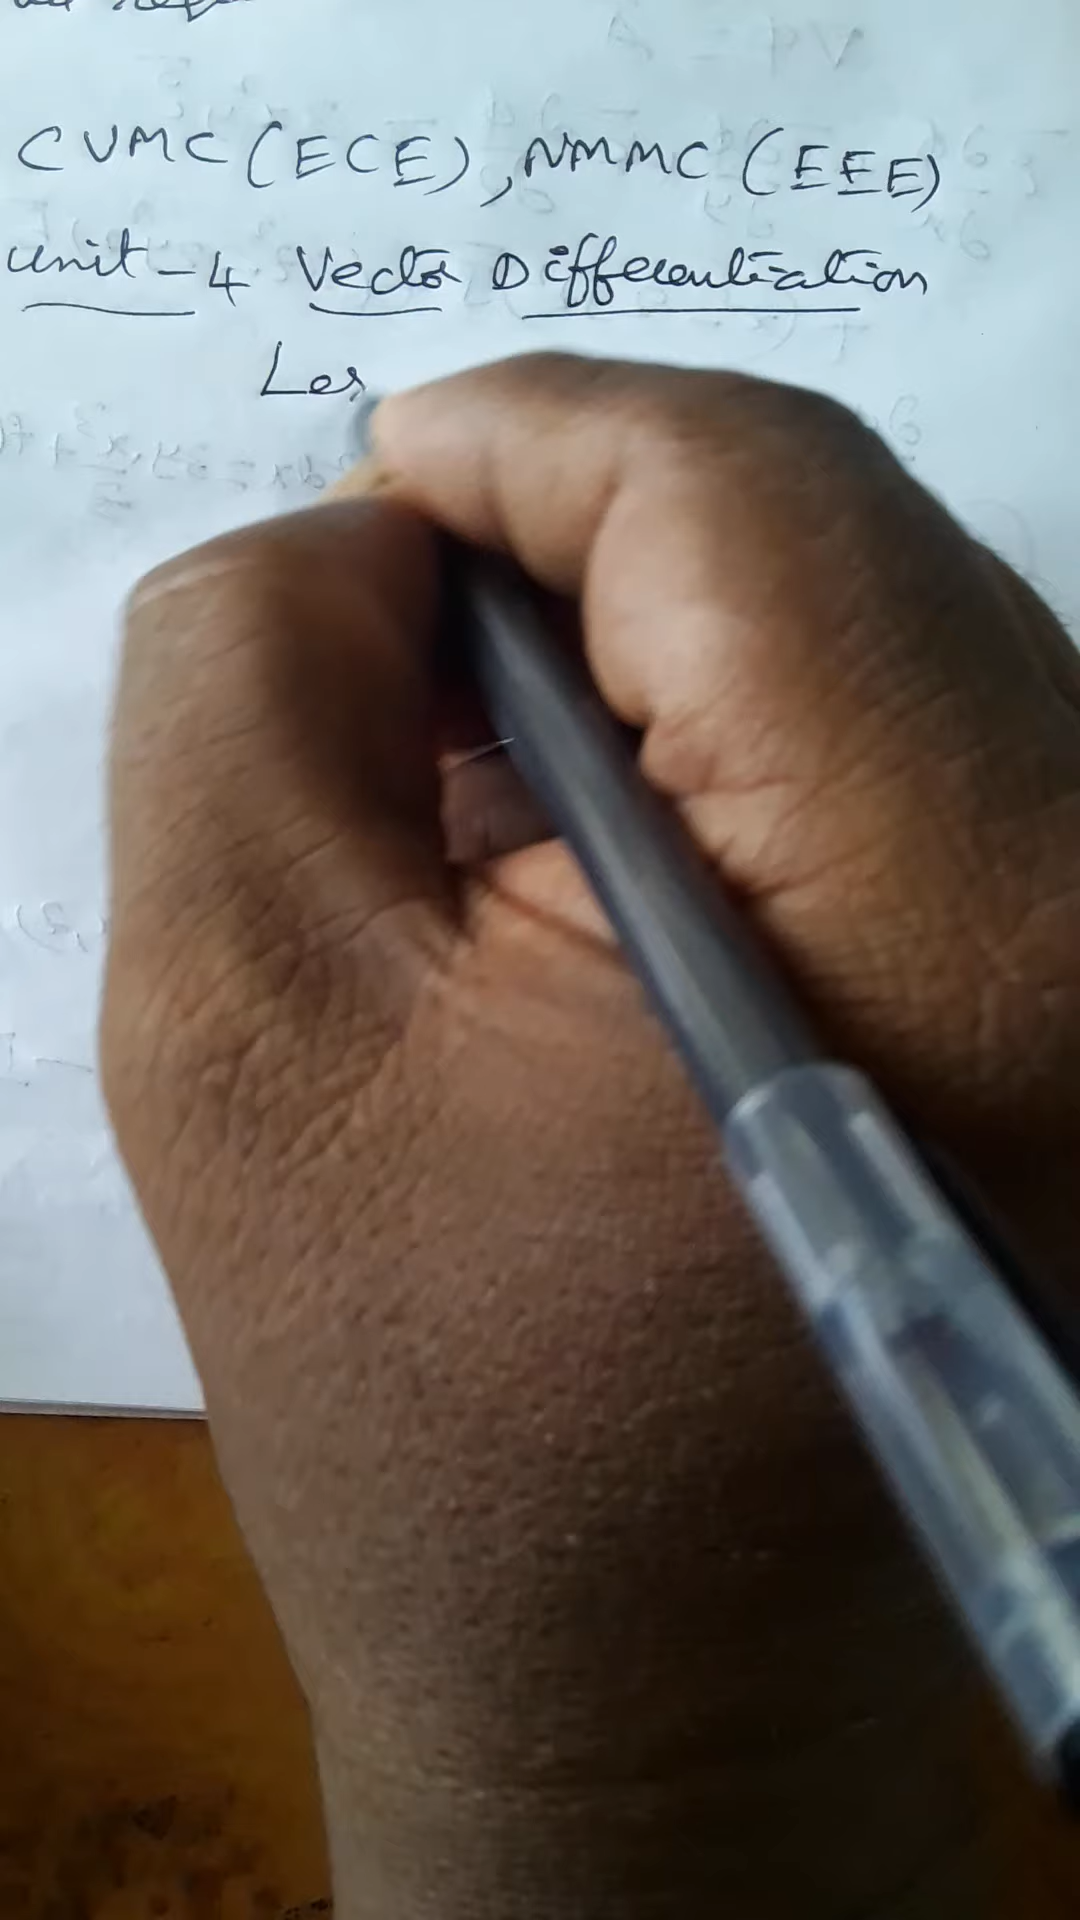 CVMC (ECE), NMMC (EEE)
Unit-4 Vector Differentiation
Les